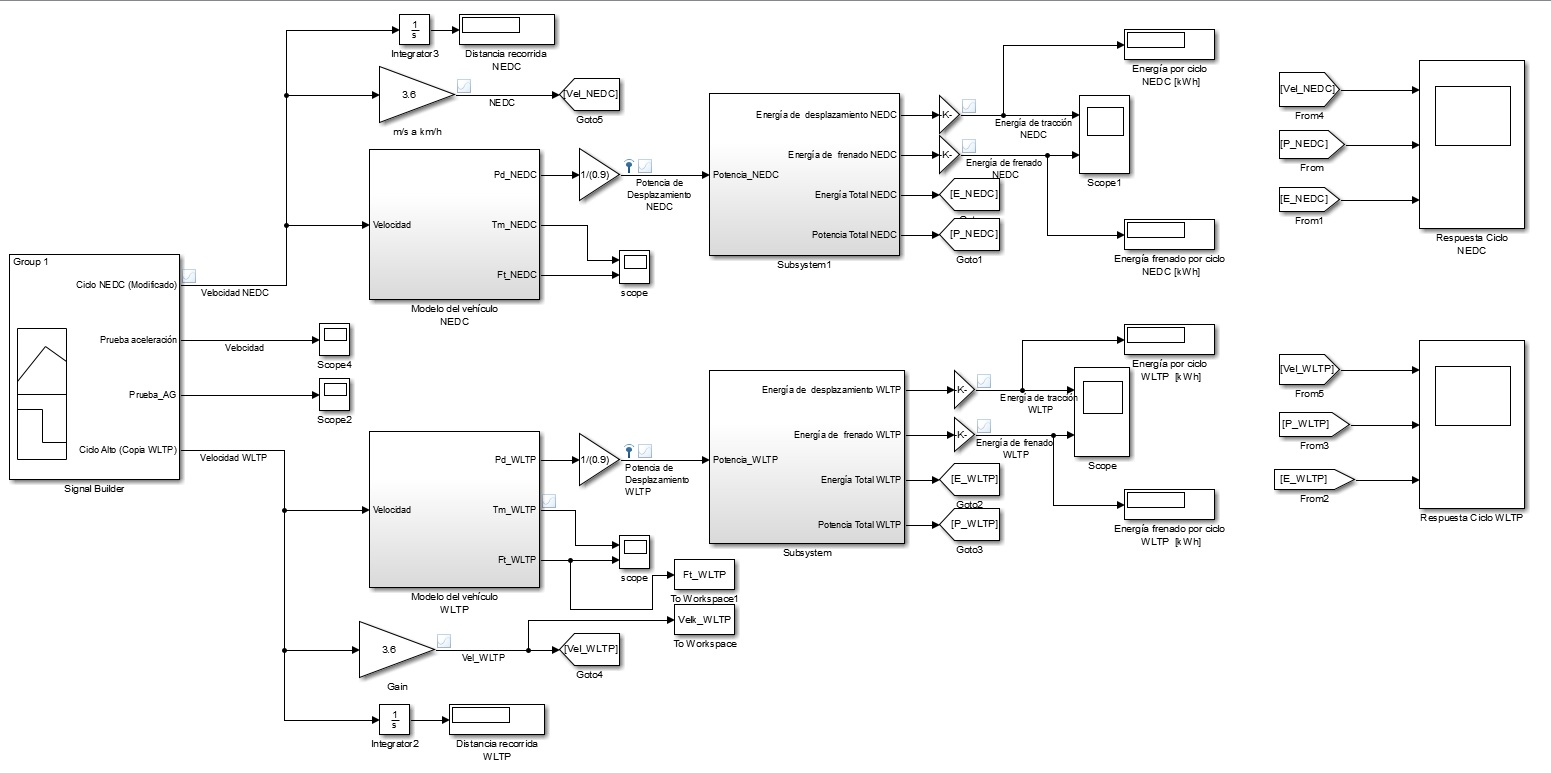 1
s
Integrator3
Distancia recorrida
NEDC
3.6
m/s a km/h
NEDC
[Vel_NEDC]
Goto5
Pd_NEDC
Tm_NEDC
Ft_NEDC
Velocidad
Modelo del vehículo
NEDC
1/(0.9)
Potencia de
Desplazamiento
NEDC
scope
Potencia_NEDC
Energía de desplazamiento NEDC
Energía de frenado NEDC
Energía Total NEDC
Potencia Total NEDC
Subsystem1
-K-
-K-
Energía de tracción
NEDC
Energía de frenado
NEDC
[E_NEDC]
[P_NEDC]
Goto1
Energía por ciclo
NEDC [kWh]
Scope1
Energía frenado por ciclo
NEDC [kWh]
[Vel_NEDC]
From4
[P_NEDC]
From
[E_NEDC]
From1
Respuesta Ciclo
NEDC
Group 1
Ciclo NEDC (Modificado)
Prueba aceleración
Prueba_AG
Ciclo Alto (Copia WLTP)
Signal Builder
Velocidad NEDC
Velocidad
Scope4
Scope2
Velocidad WLTP
Velocidad
Pd_WLTP
Tm_WLTP
Ft_WLTP
Modelo del vehículo
WLTP
1/(0.9)
Potencia de
Desplazamiento
WLTP
scope
Ft_WLTP
To Workspace1
Velk_WLTP
To Workspace
Potencia_WLTP
Energía de desplazamiento WLTP
Energía de frenado WLTP
Energía Total WLTP
Potencia Total WLTP
Subsystem
-K-
-K-
Energía de tracción
WLTP
Energía de frenado
WLTP
[E_WLTP]
Goto2
[P_WLTP]
Goto3
Energía por ciclo
WLTP [kWh]
Scope
Energía frenado por ciclo
WLTP [kWh]
[Vel_WLTP]
From5
[P_WLTP]
From3
[E_WLTP]
From2
Respuesta Ciclo WLTP
3.6
Gain
Vel_WLTP
[Vel_WLTP]
Goto4
1
s
Integrator2
Distancia recorrida
WLTP